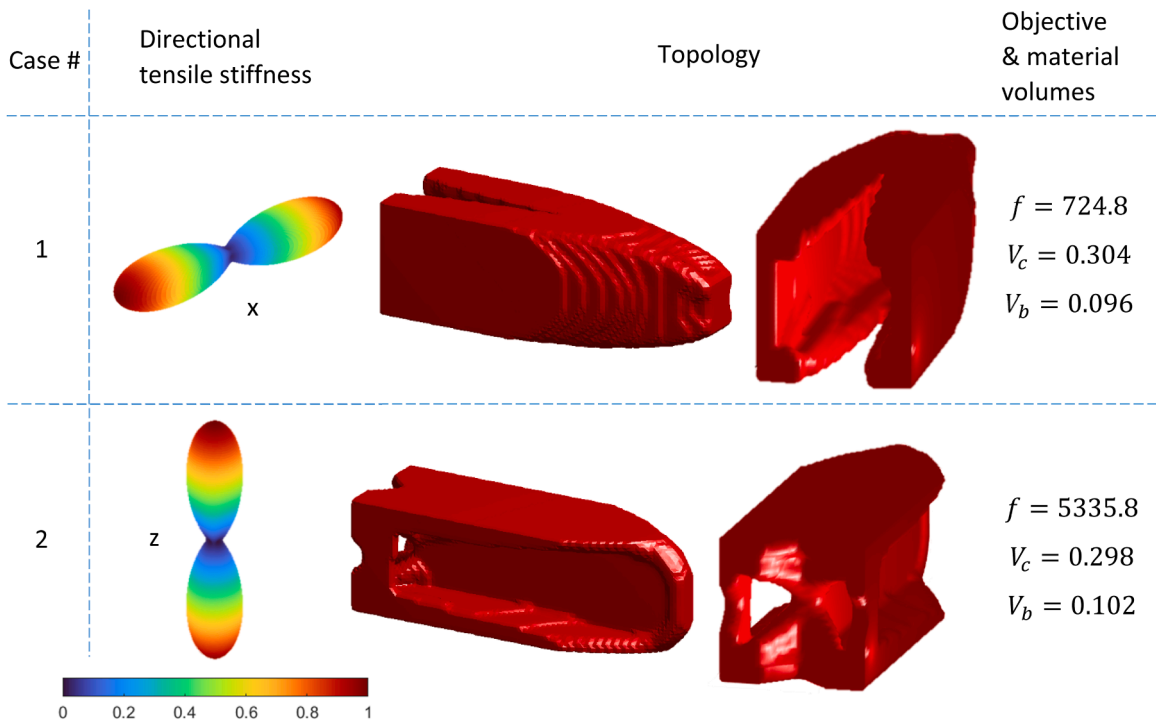 Case #
Directional
tensile stiffness
Topology
Objective
& material
volumes
1
x
f = 724.8
V_c = 0.304
V_b = 0.096
2
z
f = 5335.8
V_c = 0.298
V_b = 0.102
0 0.2 0.4 0.6 0.8 1